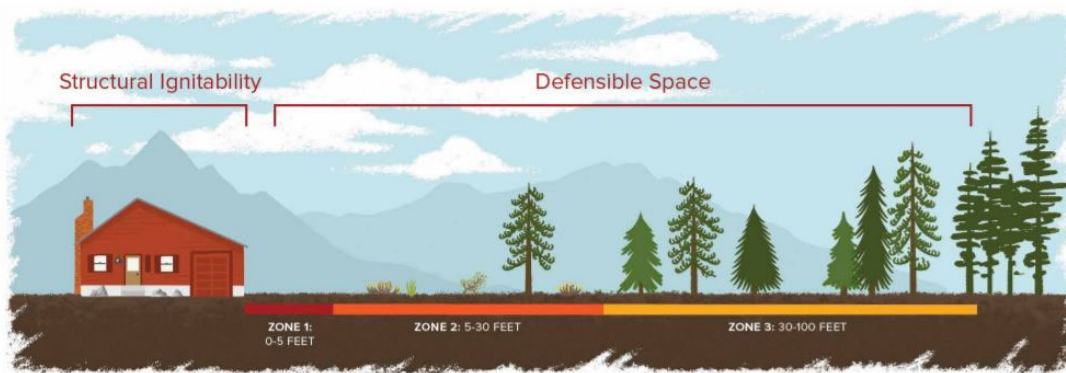 Structural Ignitability
Defensible Space
ZONE 1:
0-5 FEET
ZONE 2: 5-30 FEET
ZONE 3: 30-100 FEET